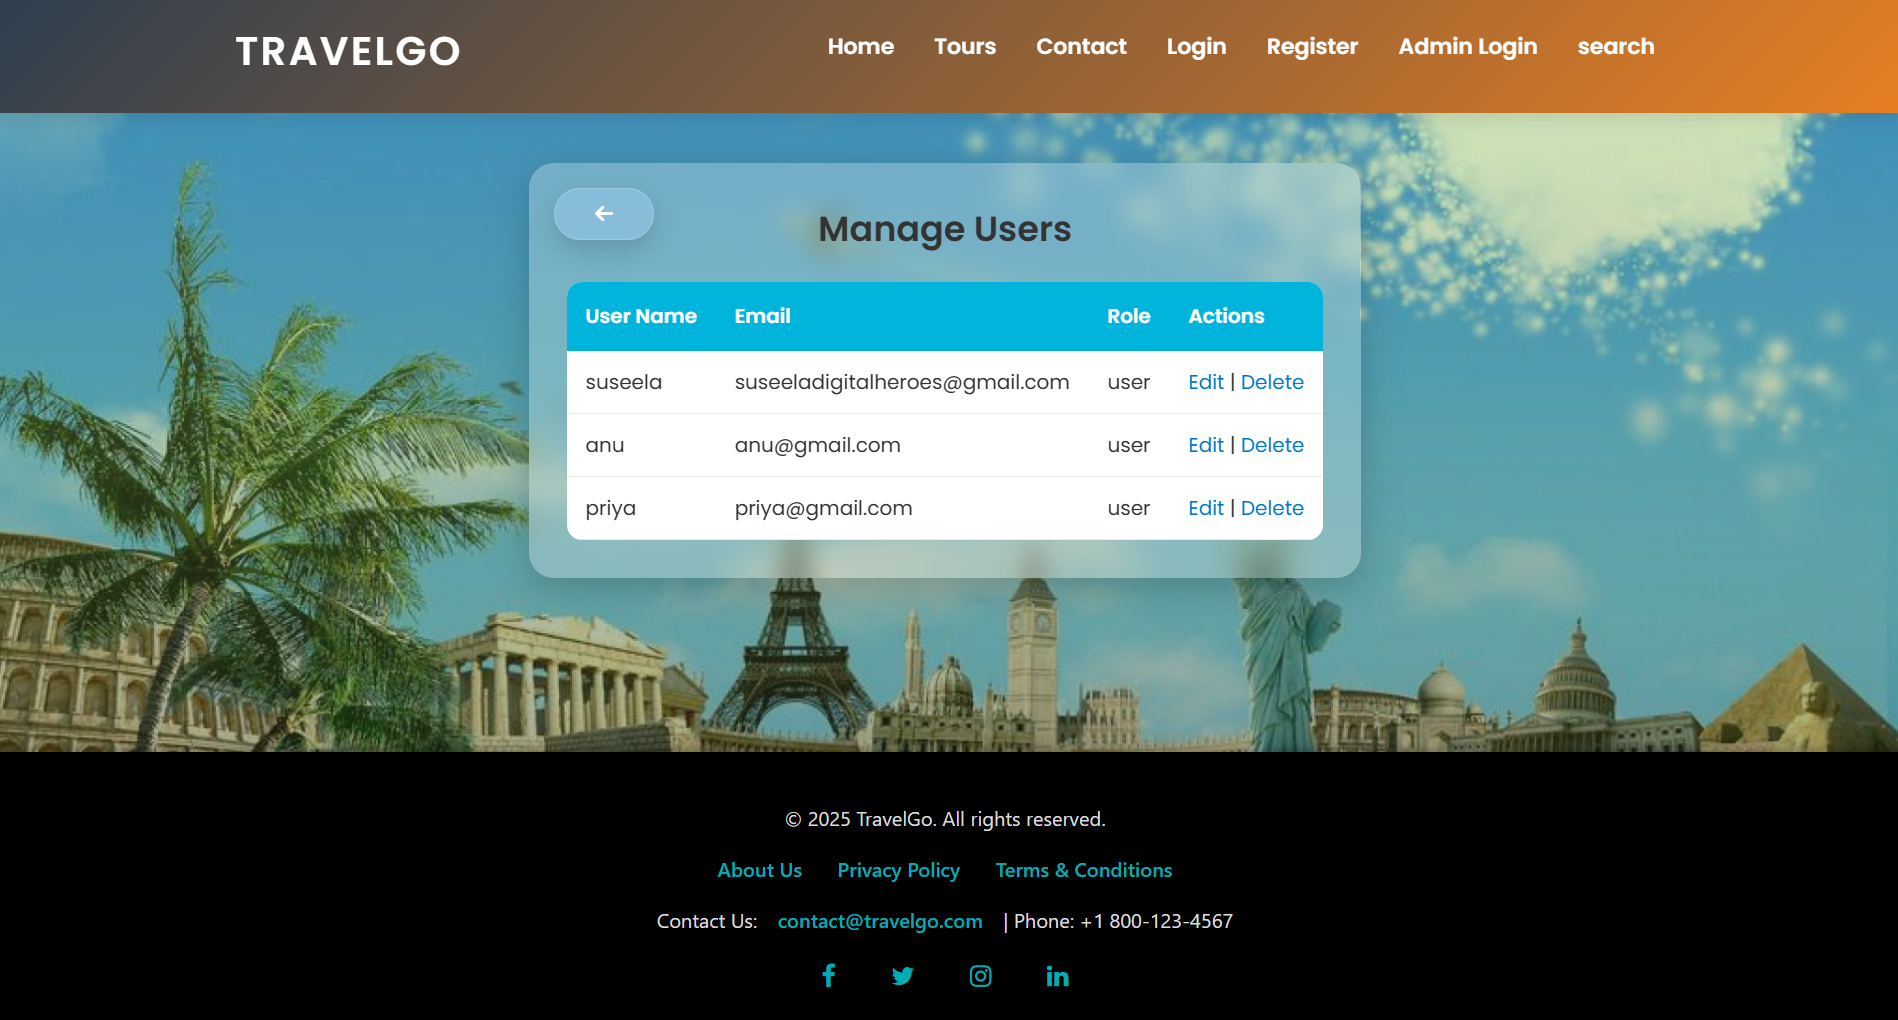 TRAVELGO
Home Tours Contact Login Register Admin Login search
Manage Users
User Name Email Role Actions
suseela suseeladigitalheroes@gmail.com user Edit | Delete
anu anu@gmail.com user Edit | Delete
priya priya@gmail.com user Edit | Delete
© 2025 TravelGo. All rights reserved.
About Us Privacy Policy Terms & Conditions
Contact Us: contact@travelgo.com | Phone: +1 800-123-4567